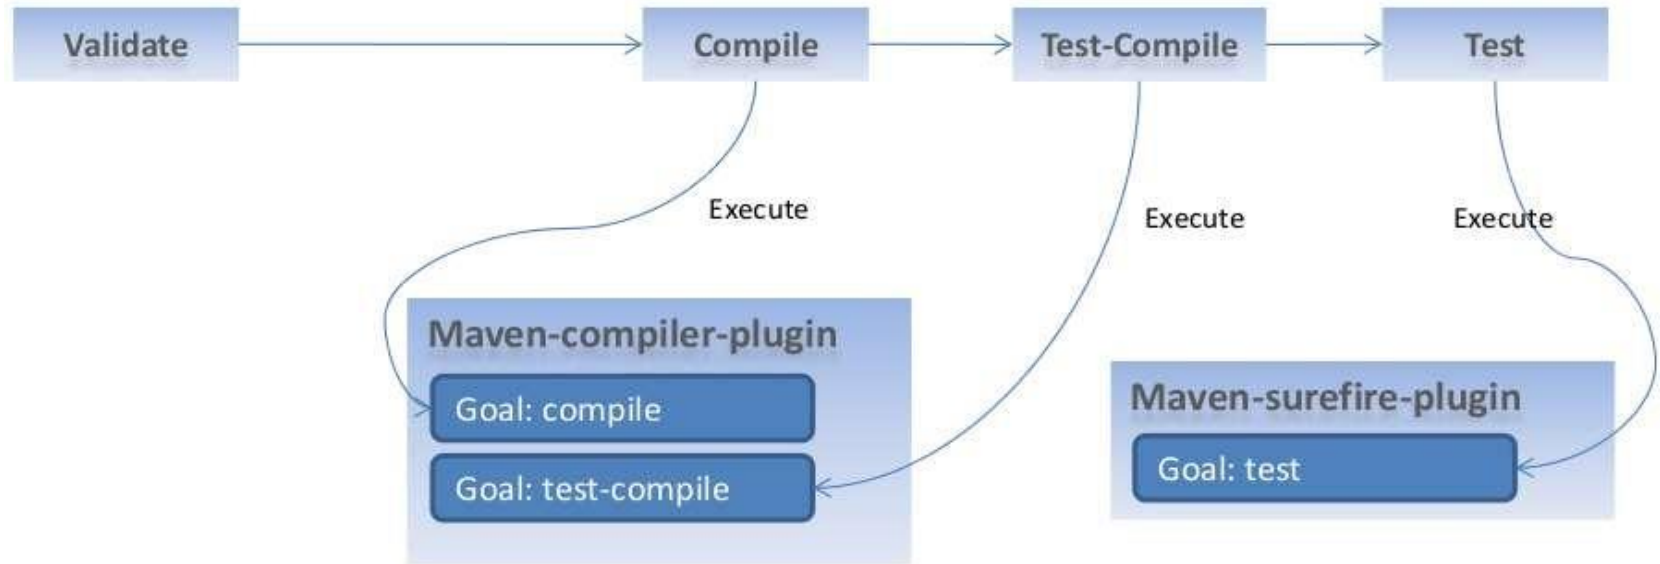 Validate
Compile
Test-Compile
Test
Execute
Execute
Execute
Maven-compiler-plugin
Goal: compile
Goal: test-compile
Maven-surefire-plugin
Goal: test